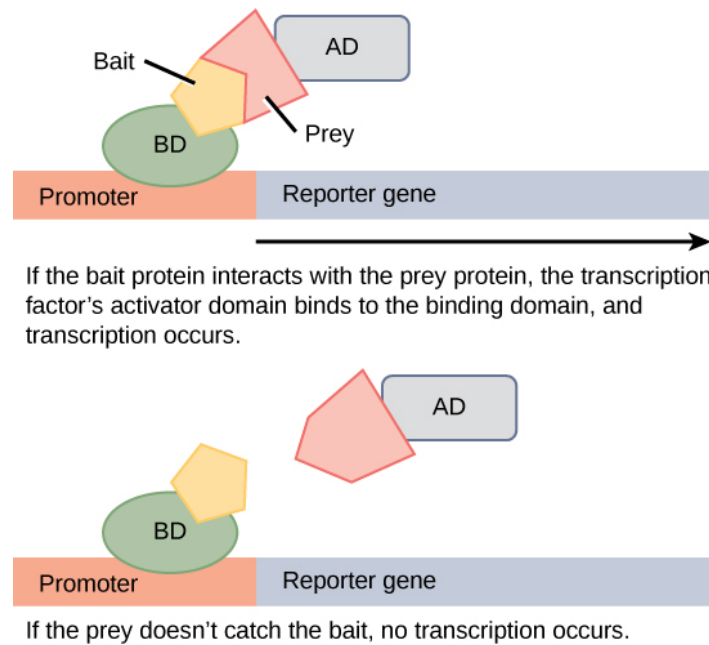 AD
Bait
Prey
BD
Promoter
Reporter gene
If the bait protein interacts with the prey protein, the transcription
factor’s activator domain binds to the binding domain, and
transcription occurs.
AD
BD
Promoter
Reporter gene
If the prey doesn’t catch the bait, no transcription occurs.